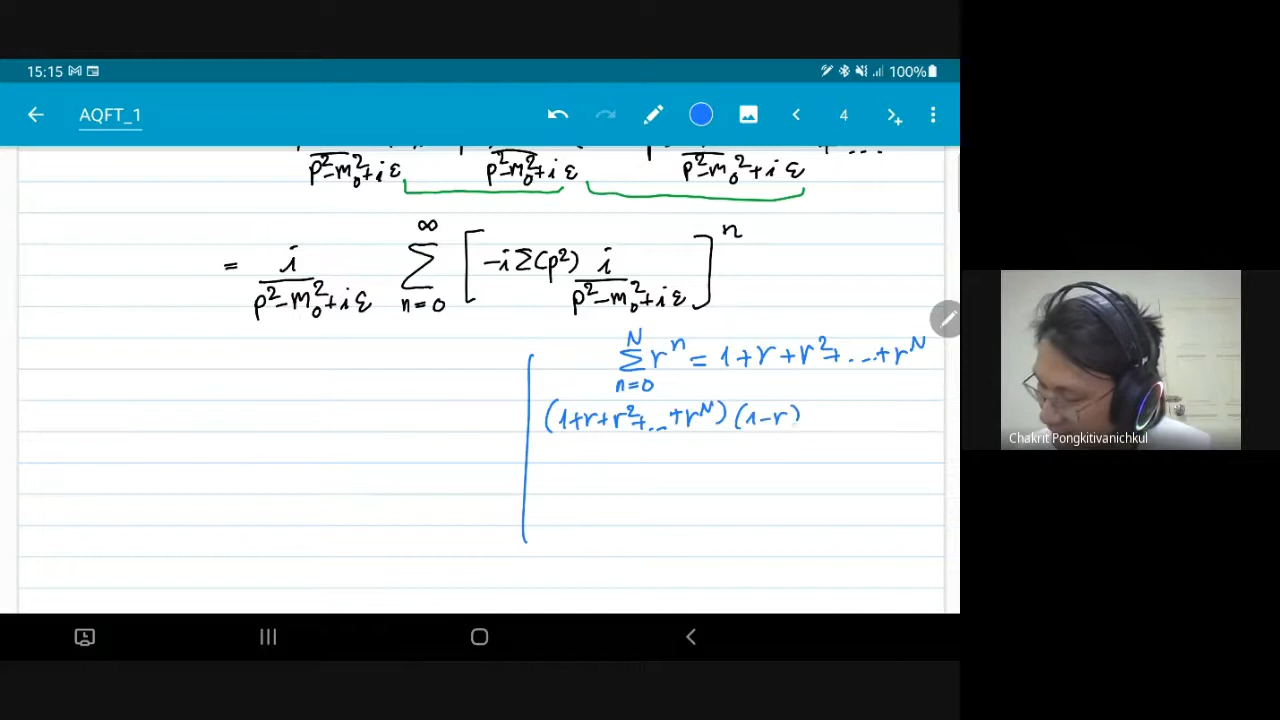 15:15 100%
AQFT_1 4
p²-m₀²+iε p²-m₀²+iε p²-m₀²+iε + ...
= i/(p²-m₀²+iε) ∑_{n=0}^{∞} [-iΣ(p²) i/(p²-m₀²+iε)]^n
∑_{n=0}^{N} r^n = 1+r+r²+...+r^N
(1+r+r²+...+r^N)(1-r)
Chakrit Pongkitivanichkul